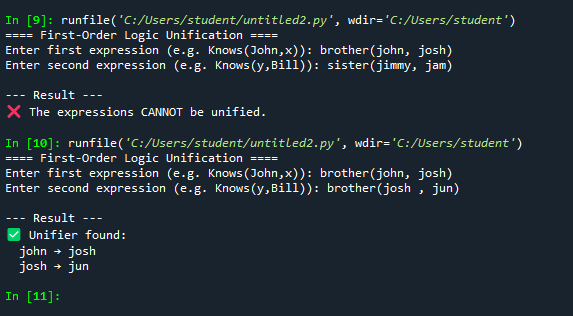 In [9]: runfile('C:/Users/student/untitled2.py', wdir='C:/Users/student')
==== First-Order Logic Unification ====
Enter first expression (e.g. Knows(John,x)): brother(john, josh)
Enter second expression (e.g. Knows(y,Bill)): sister(jimmy, jam)

--- Result ---
❌ The expressions CANNOT be unified.

In [10]: runfile('C:/Users/student/untitled2.py', wdir='C:/Users/student')
==== First-Order Logic Unification ====
Enter first expression (e.g. Knows(John,x)): brother(john, josh)
Enter second expression (e.g. Knows(y,Bill)): brother(josh , jun)

--- Result ---
✅ Unifier found:
  john → josh
  josh → jun

In [11]: